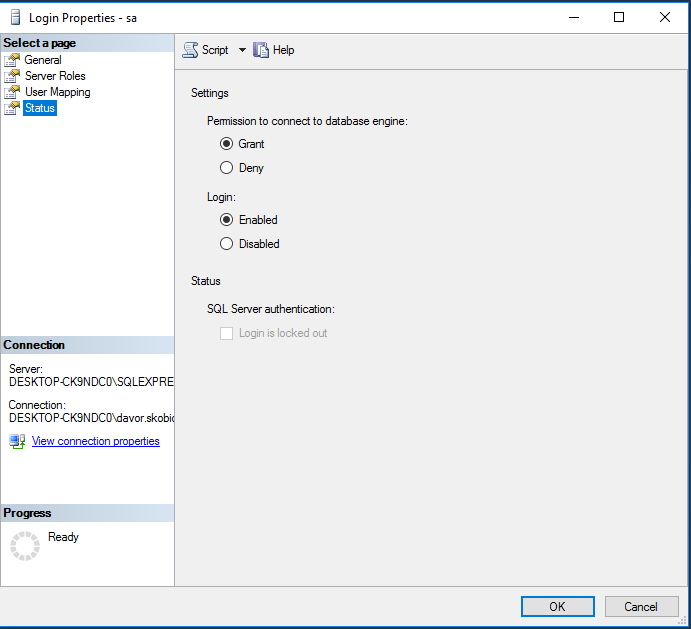 Login Properties - sa
Select a page
General
Server Roles
User Mapping
Status
Script
Help
Settings
Permission to connect to database engine:
Grant
Deny
Login:
Enabled
Disabled
Status
SQL Server authentication:
Login is locked out
Connection
Server:
DESKTOP-CK9NDC0\SQLEXPRE
Connection:
DESKTOP-CK9NDC0\davor.skobic
View connection properties
Progress
Ready
OK
Cancel